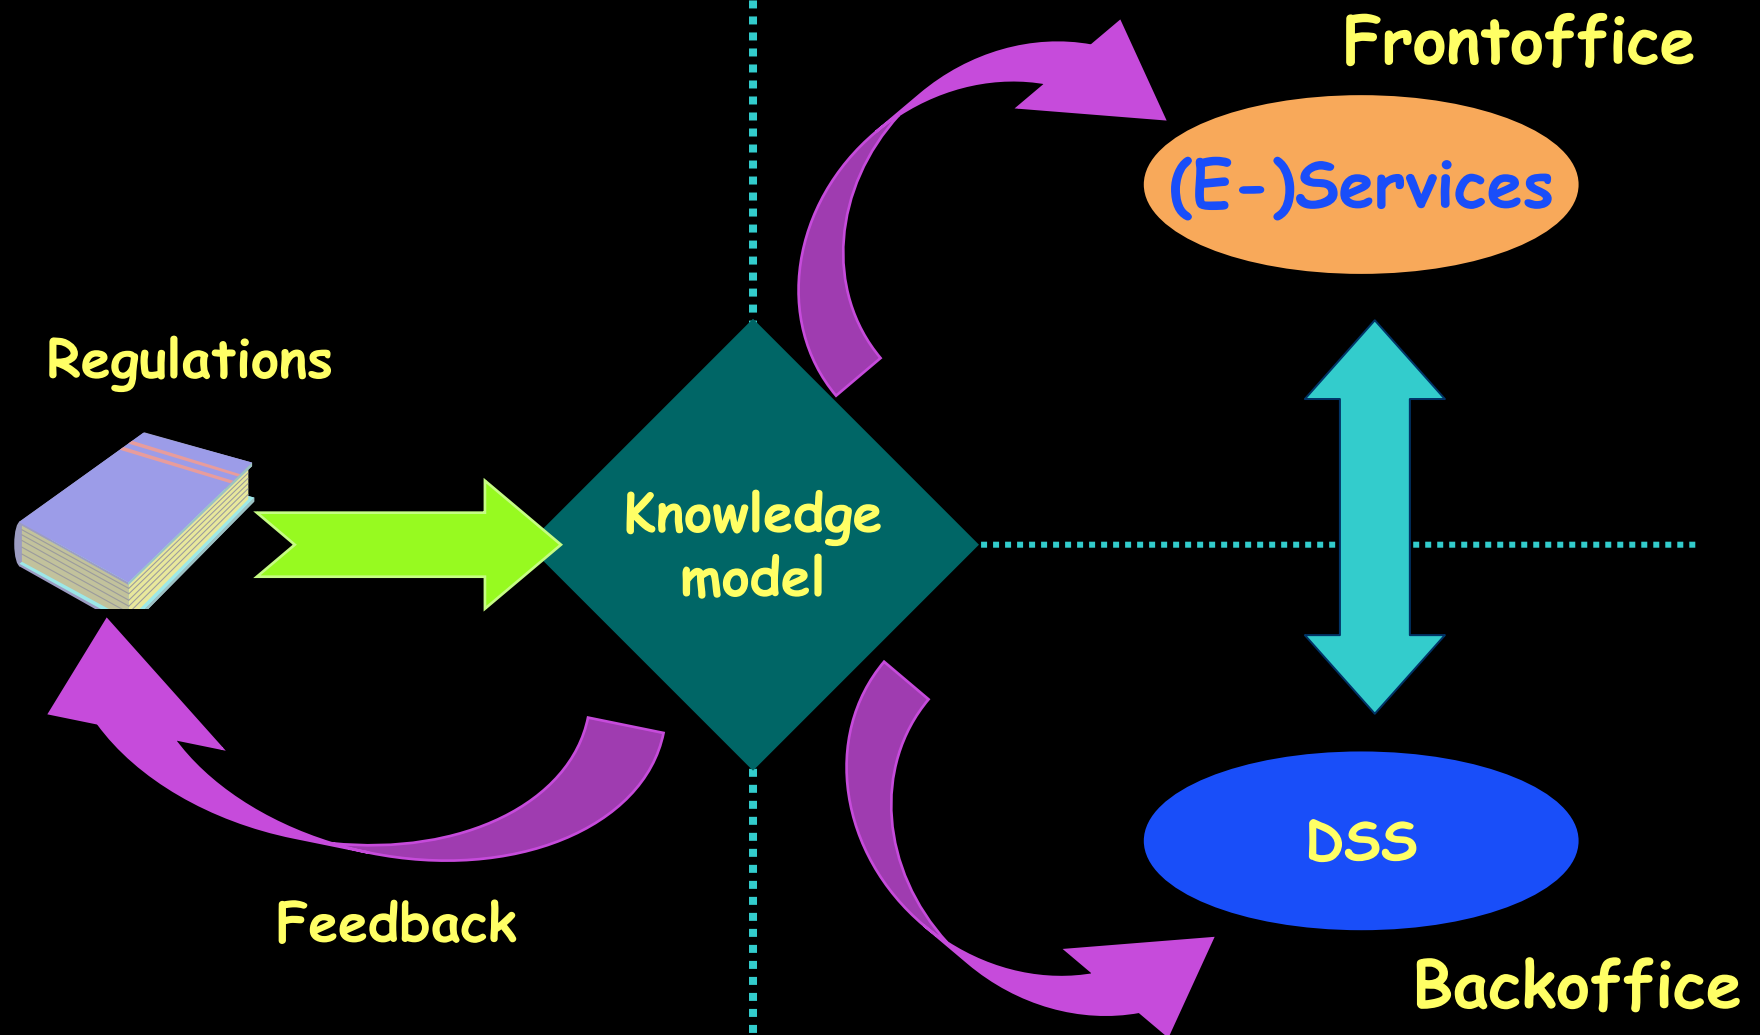 Frontoffice
(E-)Services
Regulations
Knowledge
model
DSS
Feedback
Backoffice